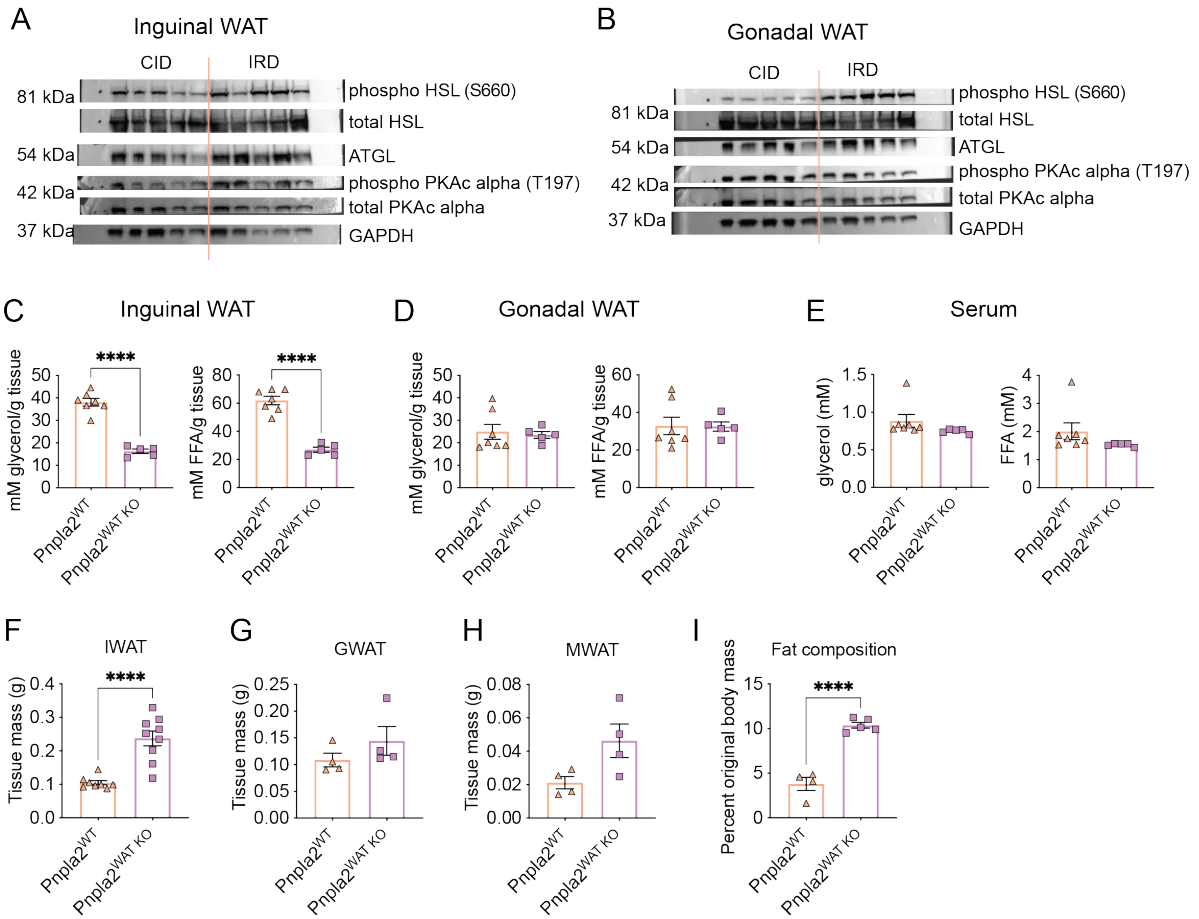 A
Inguinal WAT
CID
IRD
81 kDa
54 kDa
42 kDa
37 kDa
phospho HSL (S660)
total HSL
ATGL
phospho PKAc alpha (T197)
total PKAc alpha
GAPDH
B
Gonadal WAT
CID
IRD
81 kDa
54 kDa
42 kDa
37 kDa
phospho HSL (S660)
total HSL
ATGL
phospho PKAc alpha (T197)
total PKAc alpha
GAPDH
C
Inguinal WAT
mM glycerol/g tissue
50
40
30
20
10
0
****
Pnpla2WT
Pnpla2WAT KO
mM FFA/g tissue
80
60
40
20
0
****
Pnpla2WT
Pnpla2WAT KO
D
Gonadal WAT
mM glycerol/g tissue
50
40
30
20
10
0
Pnpla2WT
Pnpla2WAT KO
mM FFA/g tissue
60
40
20
0
Pnpla2WT
Pnpla2WAT KO
E
Serum
glycerol (mM)
1.5
1.0
0.5
0.0
Pnpla2WT
Pnpla2WAT KO
FFA (mM)
4
3
2
1
0
Pnpla2WT
Pnpla2WAT KO
F
IWAT
Tissue mass (g)
0.4
0.3
0.2
0.1
0.0
****
Pnpla2WT
Pnpla2WAT KO
G
GWAT
Tissue mass (g)
0.25
0.20
0.15
0.10
0.05
0.00
Pnpla2WT
Pnpla2WAT KO
H
MWAT
Tissue mass (g)
0.08
0.06
0.04
0.02
0.00
Pnpla2WT
Pnpla2WAT KO
I
Fat composition
Percent original body mass
15
10
5
0
****
Pnpla2WT
Pnpla2WAT KO